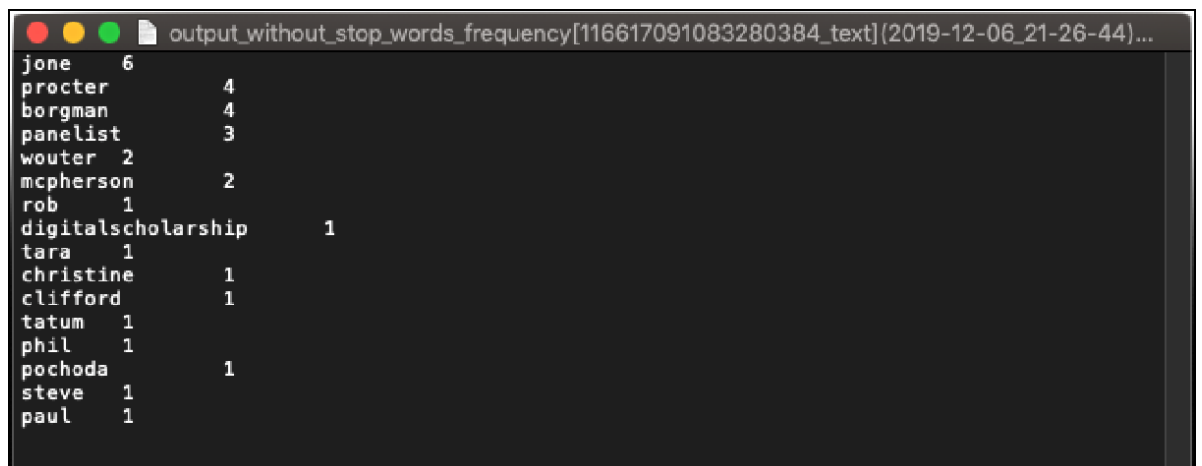 output_without_stop_words_frequency[116617091083280384_text](2019-12-06_21-26-44)...
jone 6
procter 4
borgman 4
panelist 3
wouter 2
mcpherson 2
rob 1
digitalscholarship 1
tara 1
christine 1
clifford 1
tatum 1
phil 1
pochoda 1
steve 1
paul 1